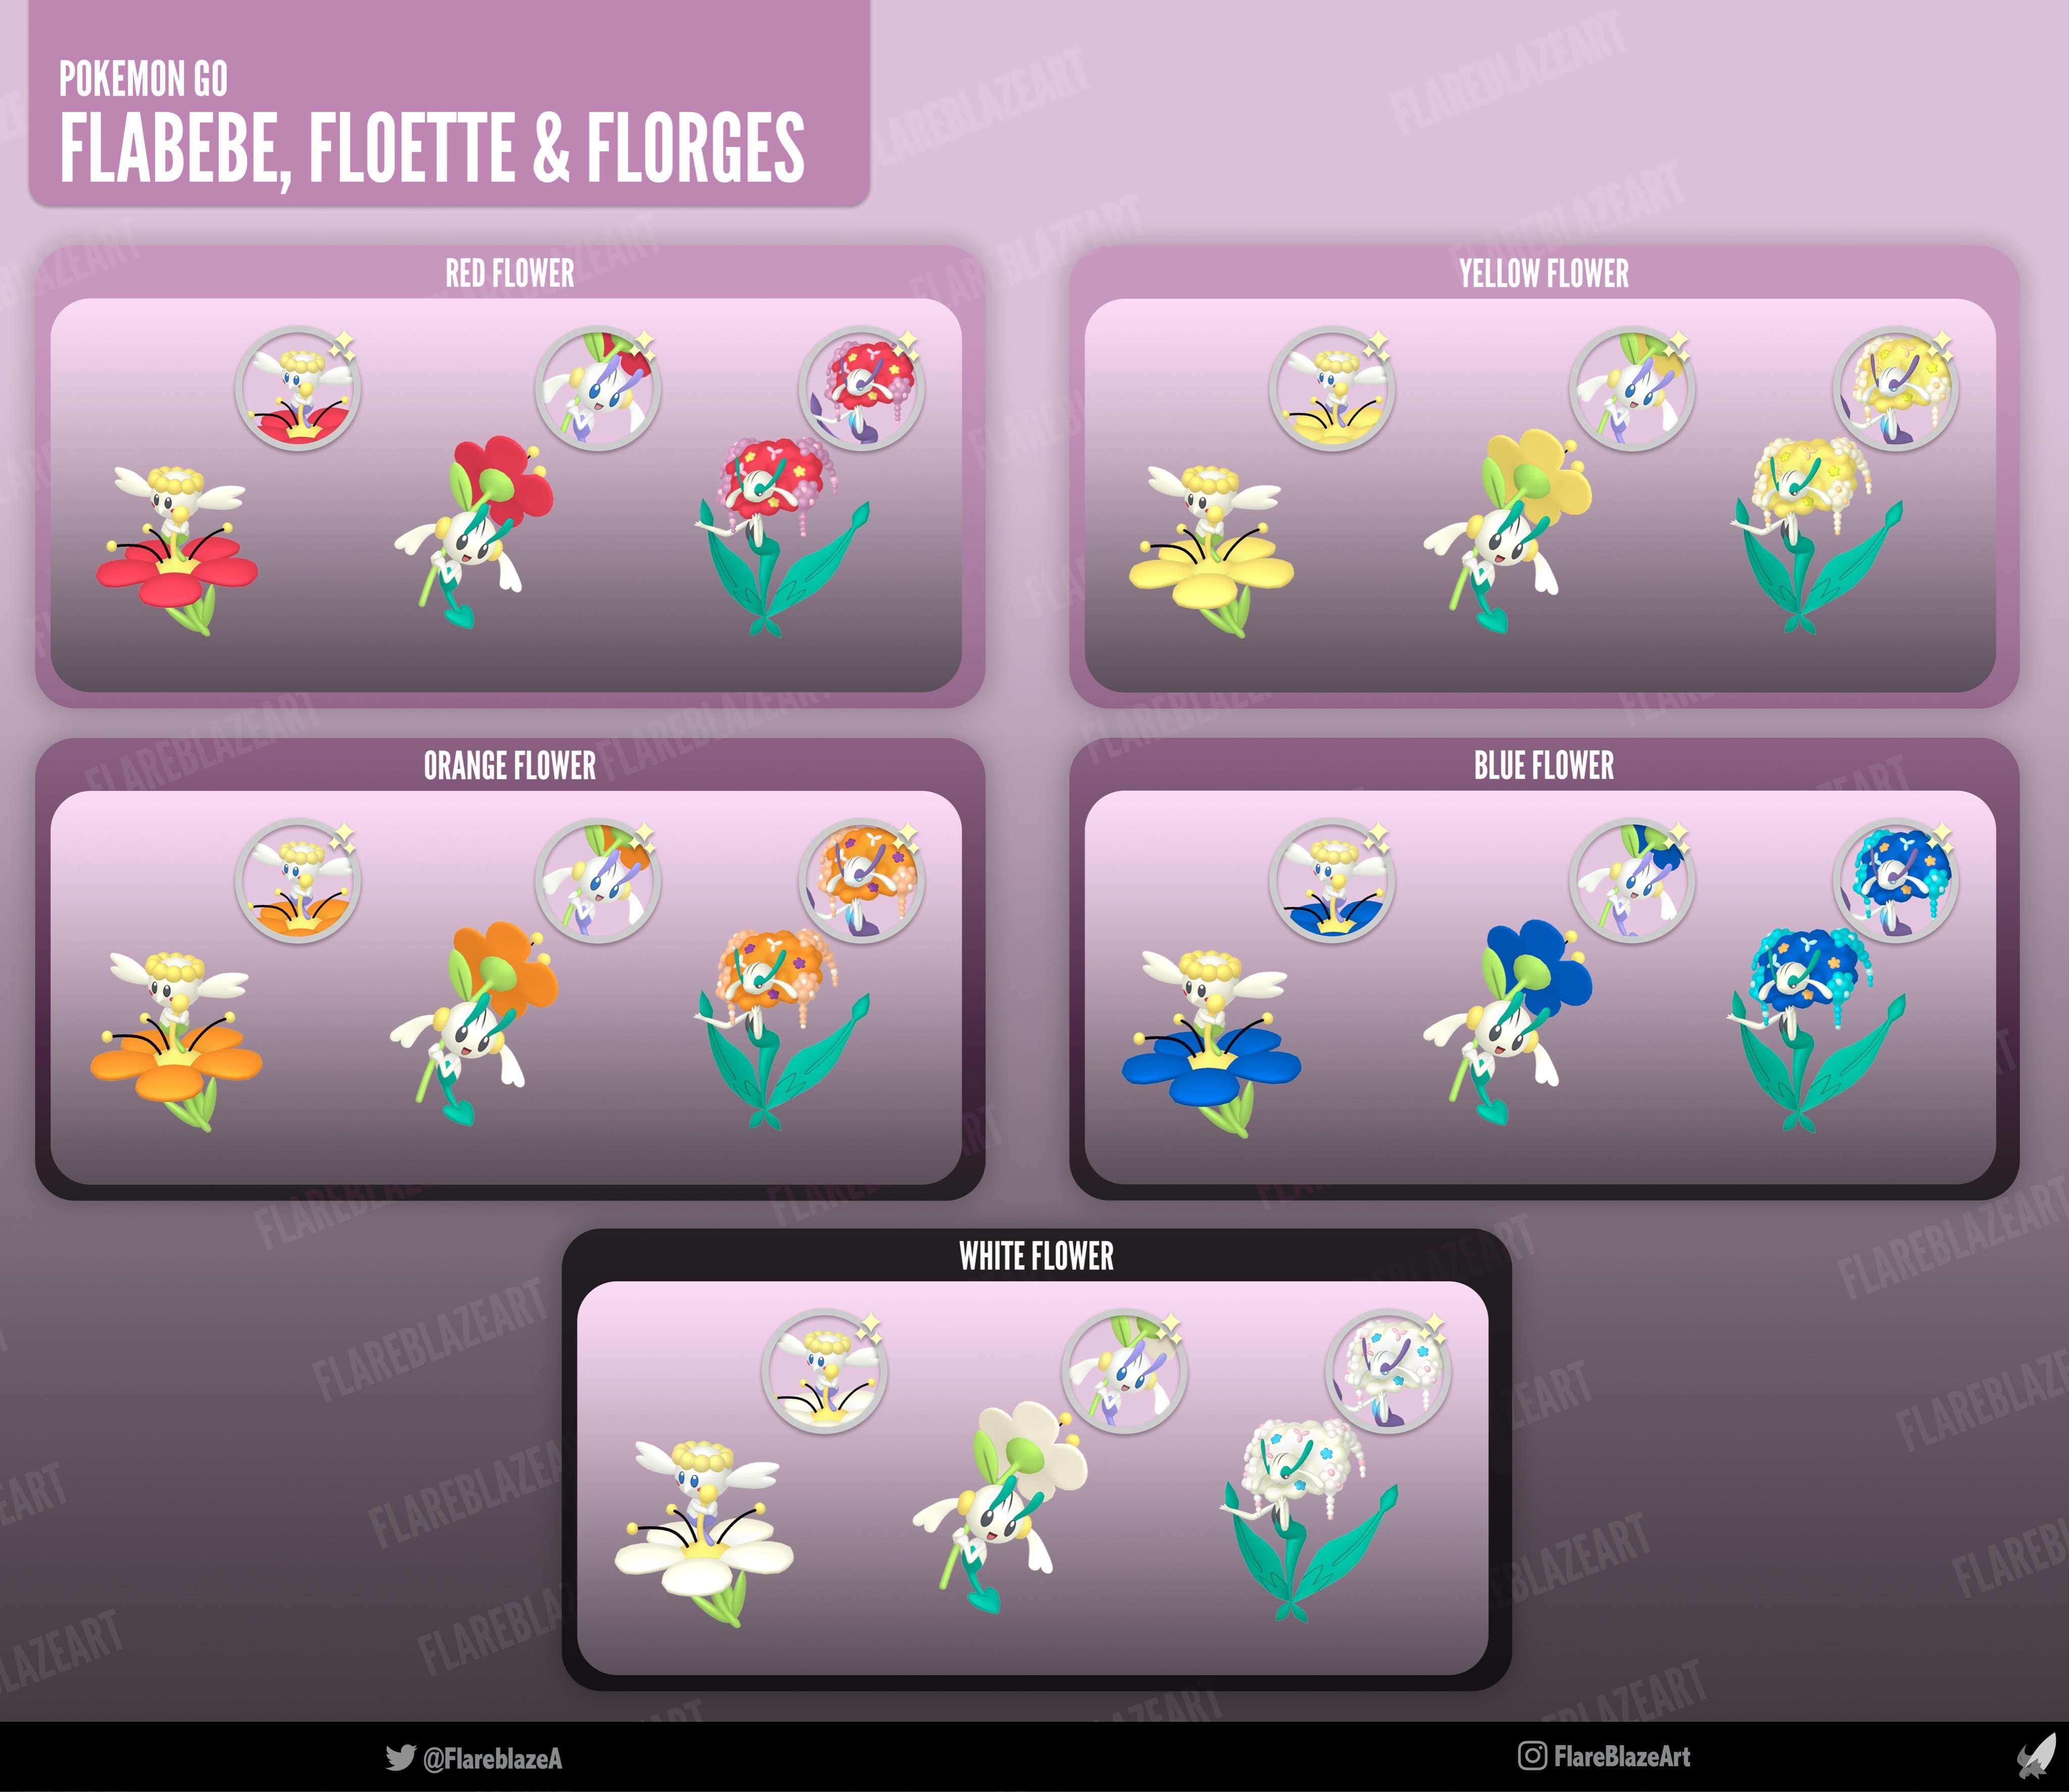 POKEMON GO
FLABEBE, FLOETTE & FLORGES
RED FLOWER
YELLOW FLOWER
ORANGE FLOWER
BLUE FLOWER
WHITE FLOWER
@FlareblazeA
FlareBlazeArt
FLAREBLAZEART